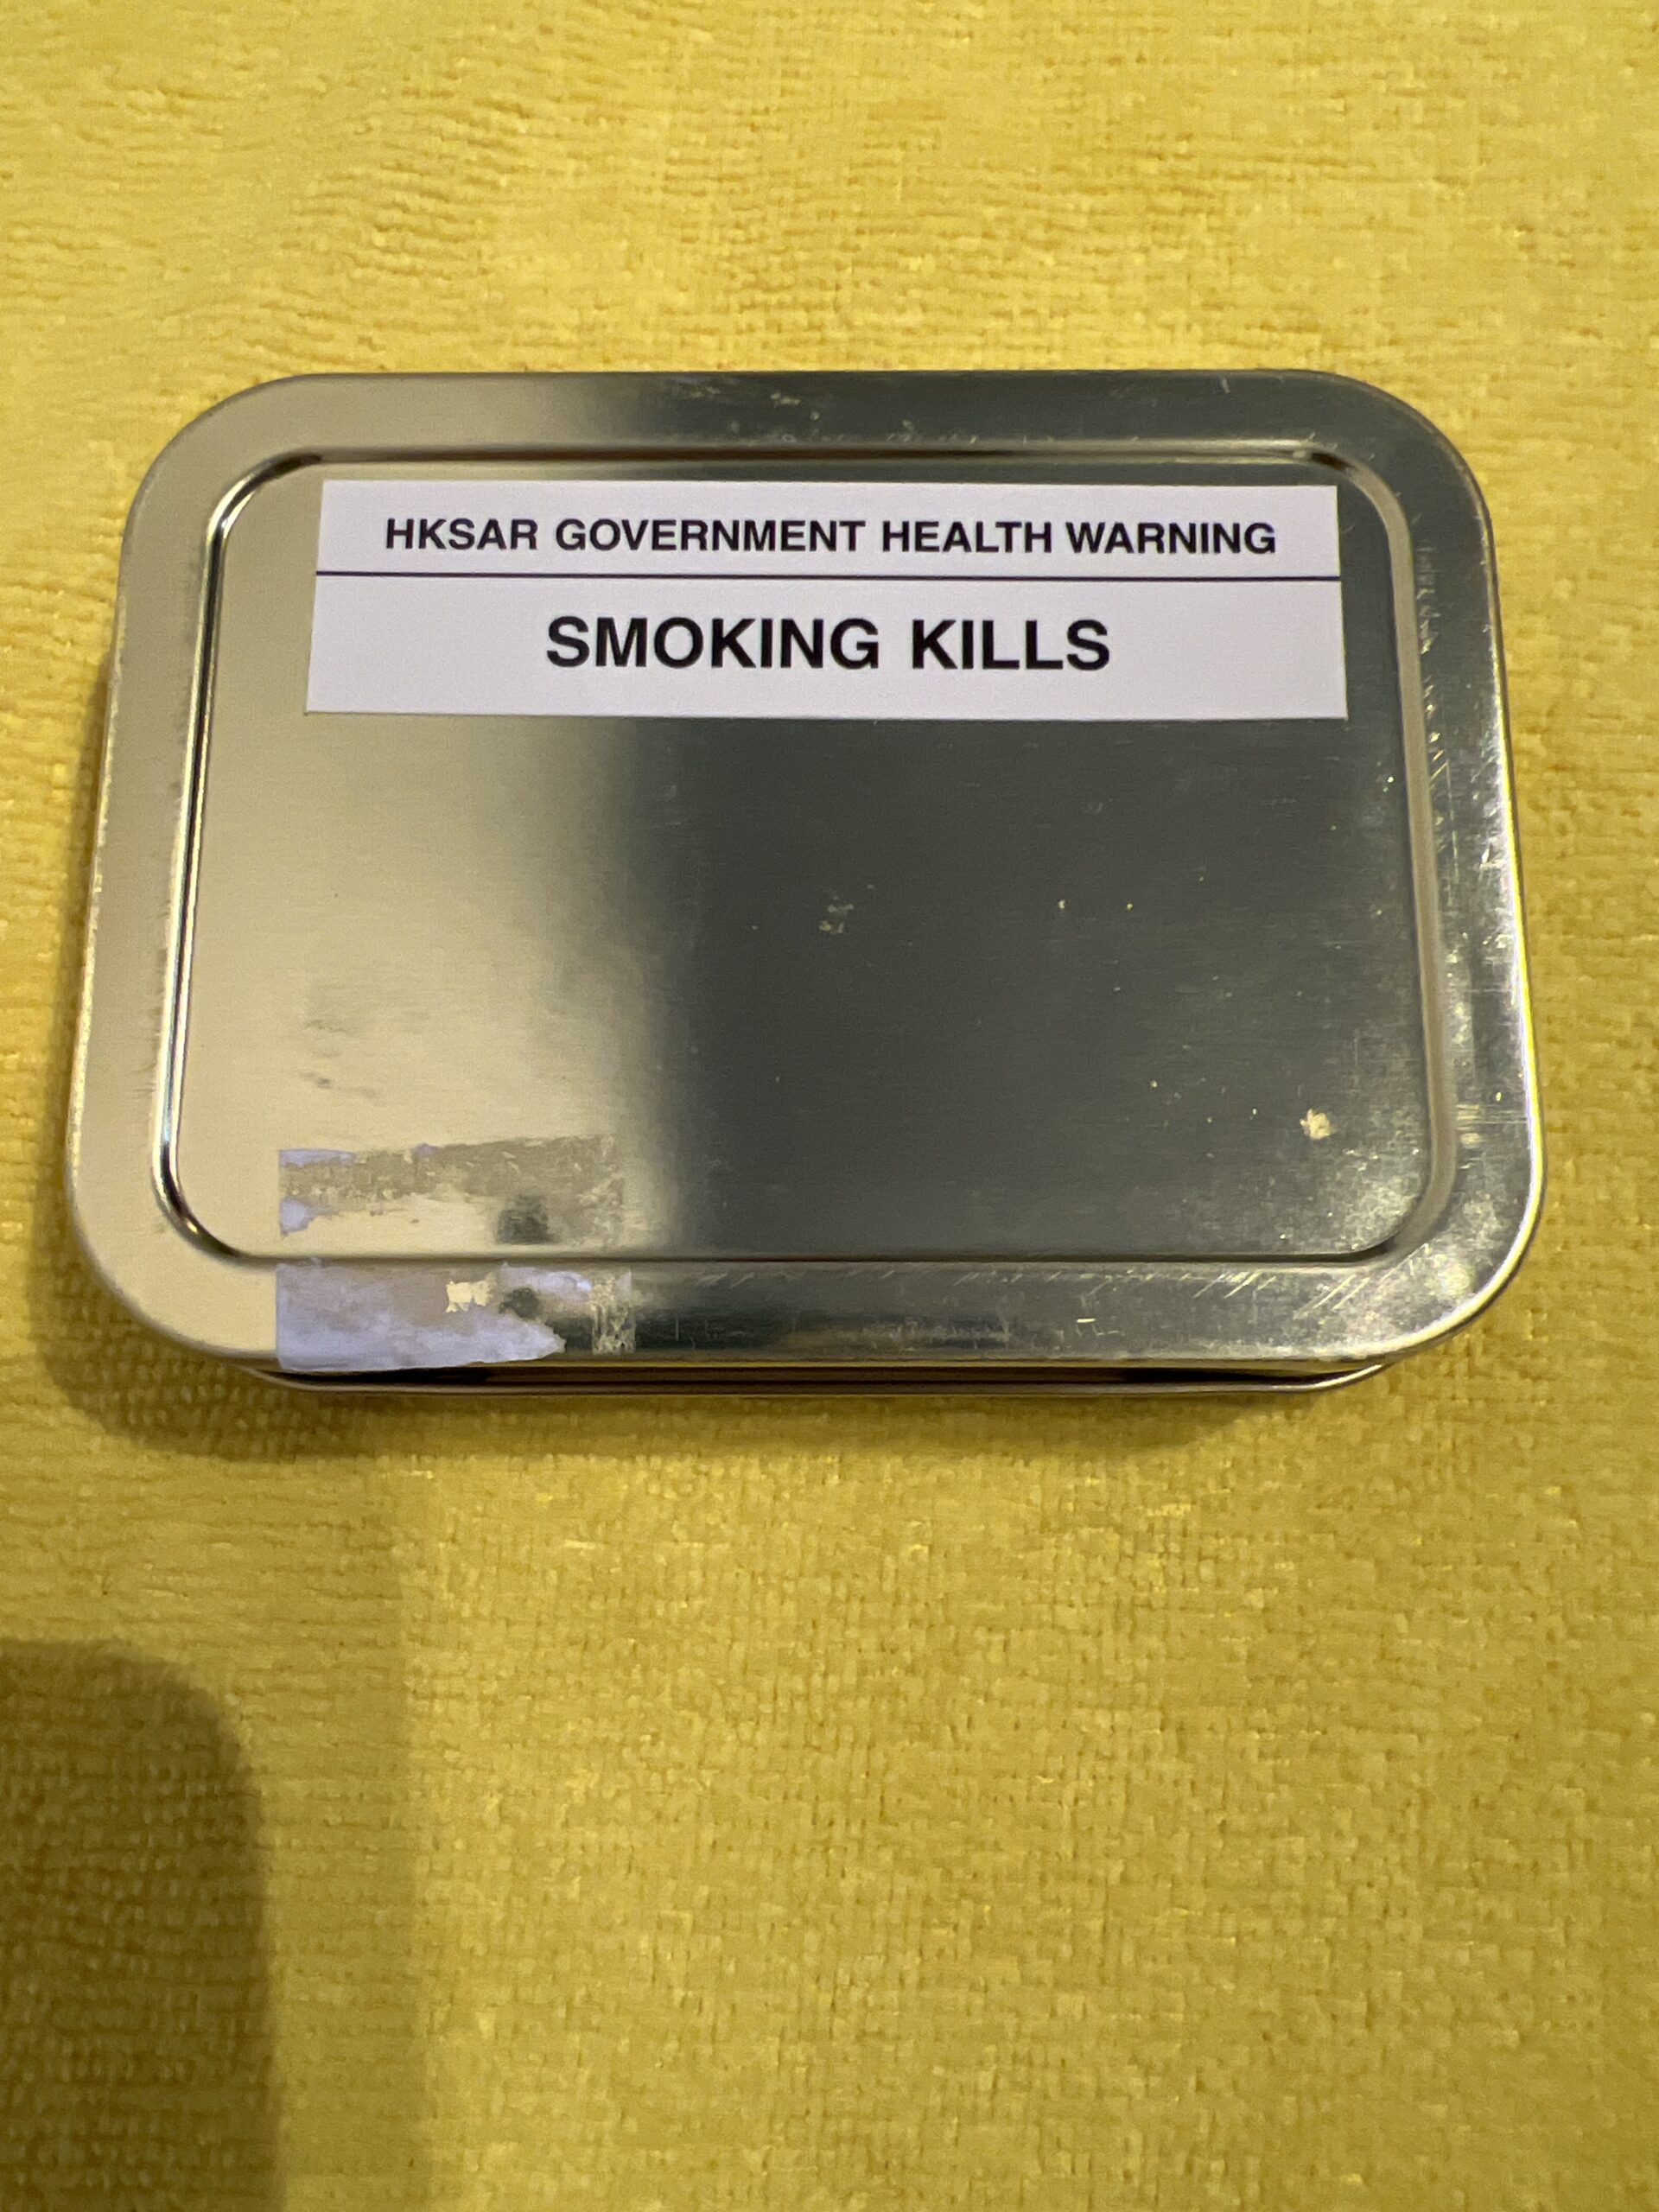 HKSAR GOVERNMENT HEALTH WARNING
SMOKING KILLS